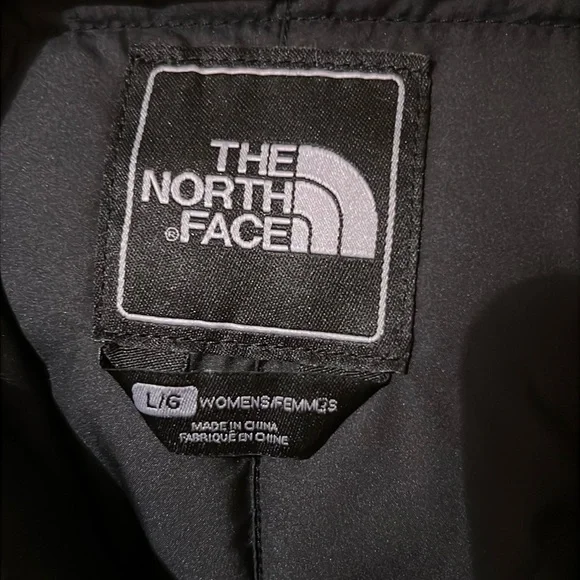 THE
NORTH
®FACE
L/G WOMENS/FEMMES
MADE IN CHINA
FABRIQUÉ EN CHINE